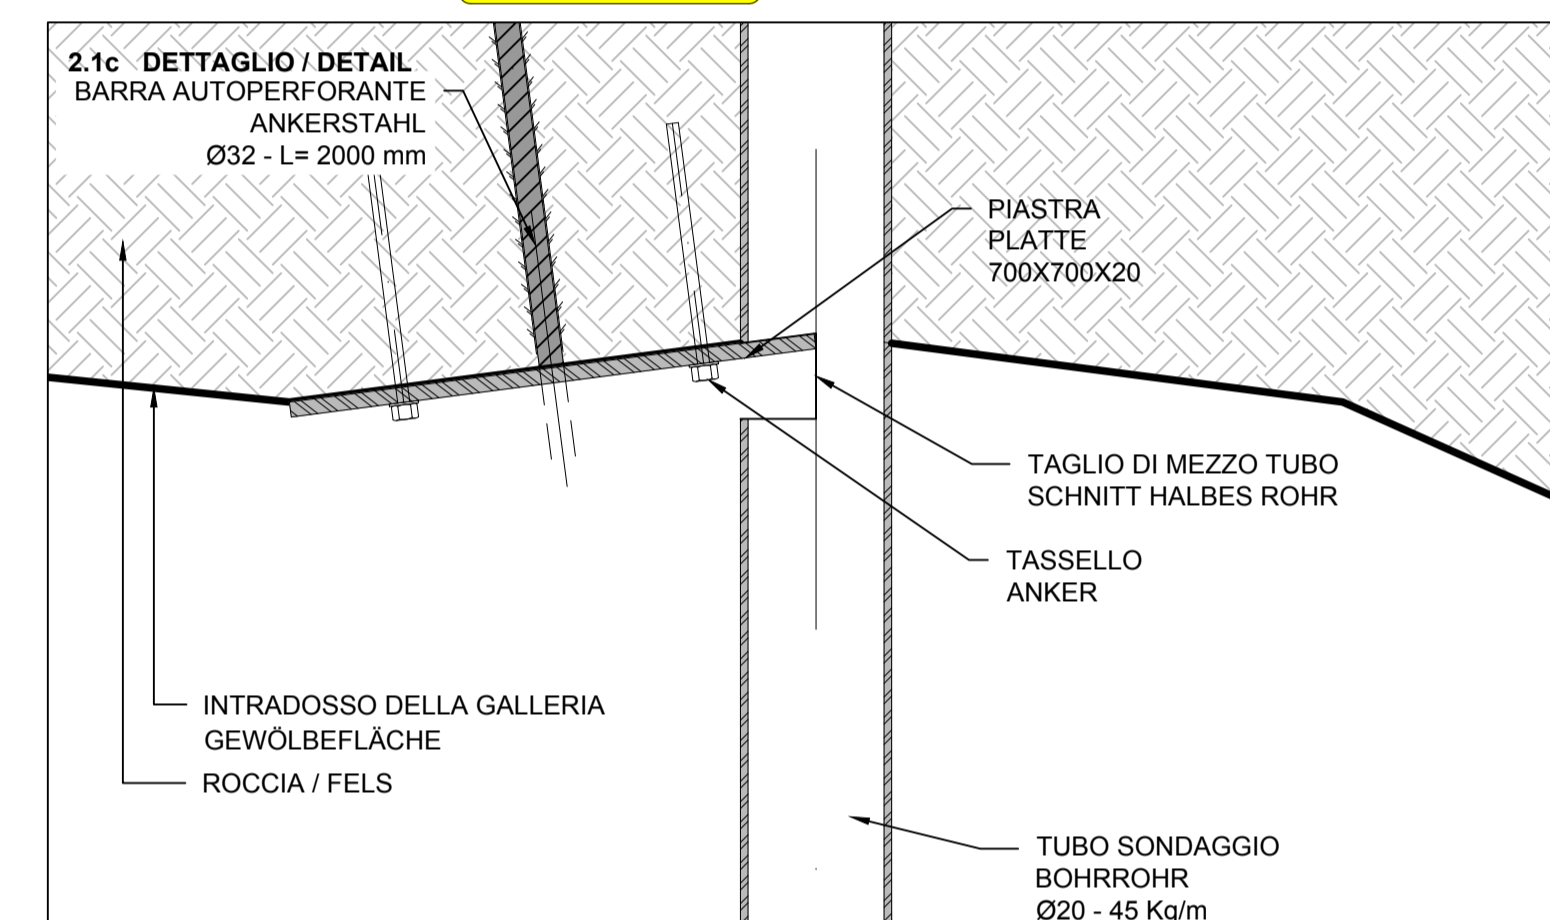 2.1c DETTAGLIO / DETAIL
BARRA AUTOPERFORANTE
ANKERSTAHL
Ø32 - L= 2000 mm
PIASTRA
PLATTE
700X700X20
TAGLIO DI MEZZO TUBO
SCHNITT HALBES ROHR
TASSELLO
ANKER
INTRADOSSO DELLA GALLERIA
GEWÖLBEFLÄCHE
ROCCIA / FELS
TUBO SONDAGGIO
BOHRROHR
Ø20 - 45 Kg/m